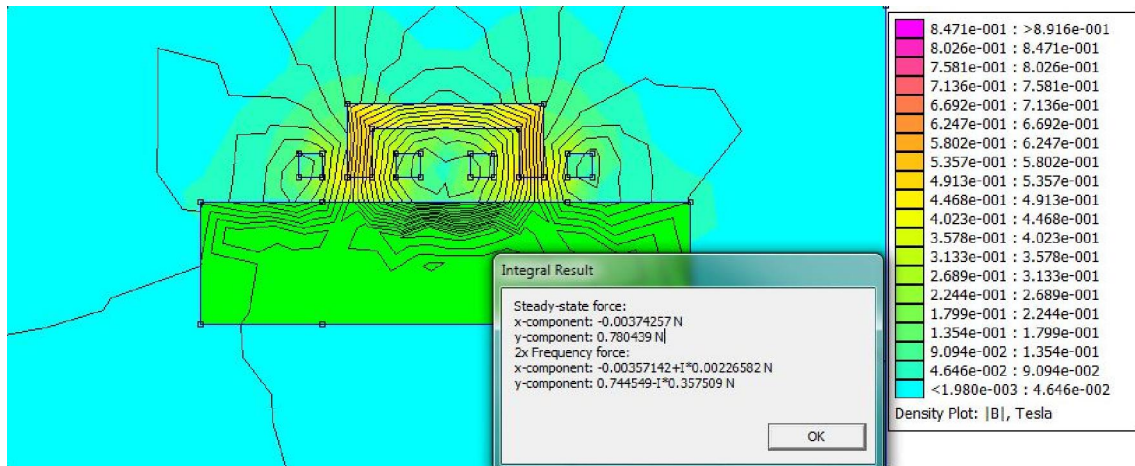 8.471e-001 : >8.916e-001
8.026e-001 : 8.471e-001
7.581e-001 : 8.026e-001
7.136e-001 : 7.581e-001
6.692e-001 : 7.136e-001
6.247e-001 : 6.692e-001
5.802e-001 : 6.247e-001
5.357e-001 : 5.802e-001
4.913e-001 : 5.357e-001
4.468e-001 : 4.913e-001
4.023e-001 : 4.468e-001
3.578e-001 : 4.023e-001
3.133e-001 : 3.578e-001
2.689e-001 : 3.133e-001
2.244e-001 : 2.689e-001
1.799e-001 : 2.244e-001
1.354e-001 : 1.799e-001
9.094e-002 : 1.354e-001
4.646e-002 : 9.094e-002
<1.980e-003 : 4.646e-002
Density Plot: |B|, Tesla
Integral Result
Steady-state force:
x-component: -0.00374257 N
y-component: 0.780439 N
2x Frequency force:
x-component: -0.00357142+I*0.00226582 N
y-component: 0.744549-I*0.357509 N
OK